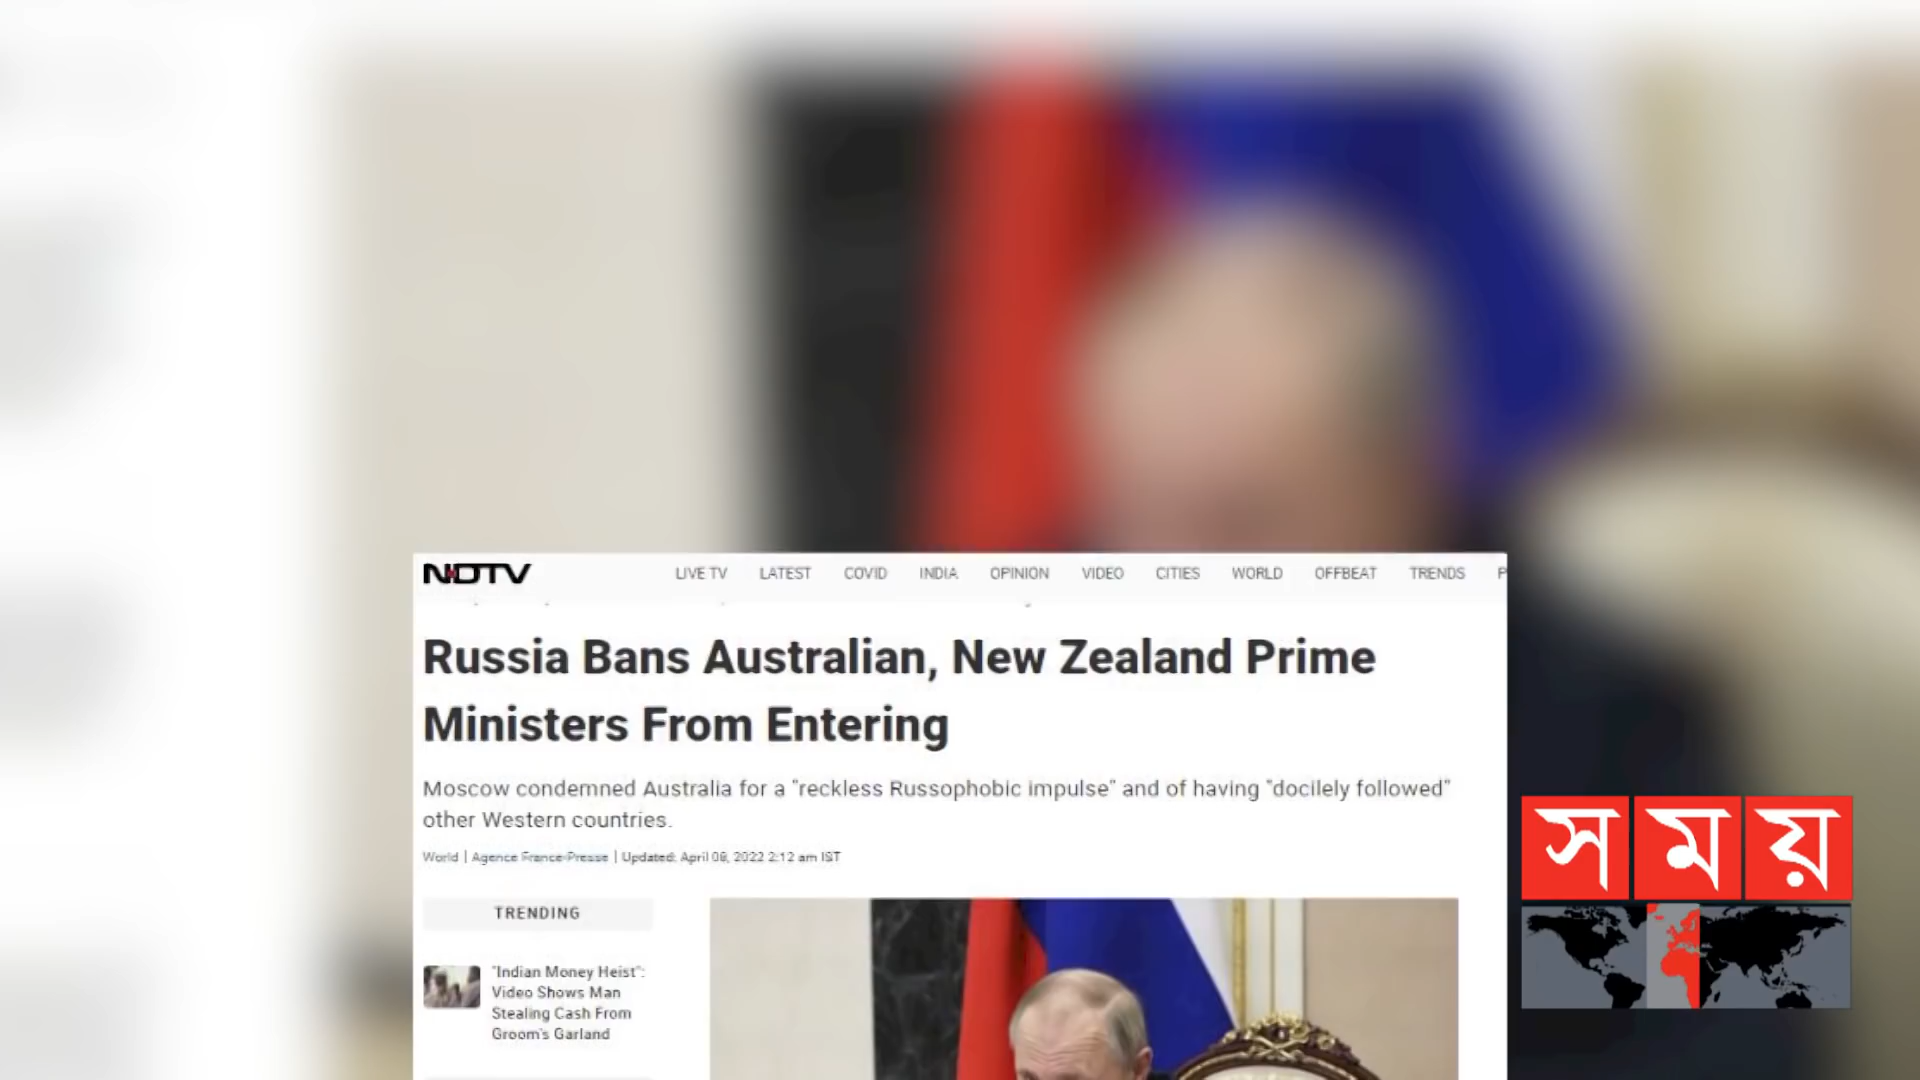 NDTV
LIVE TV LATEST COVID INDIA OPINION VIDEO CITIES WORLD OFFBEAT TRENDS P
Russia Bans Australian, New Zealand Prime
Ministers From Entering
Moscow condemned Australia for a "reckless Russophobic impulse" and of having "docilely followed"
other Western countries.
World | Agence France-Presse | Updated: April 08, 2022 2:12 am IST
TRENDING
"Indian Money Heist":
Video Shows Man
Stealing Cash From
Groom's Garland
সময়